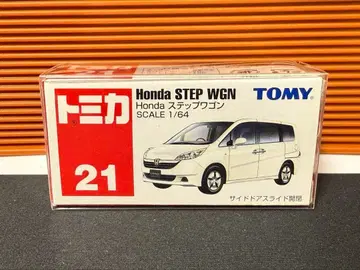 トミカ
21
Honda STEP WGN
Honda ステップワゴン
SCALE 1/64
TOMY
サイドドアスライド開閉